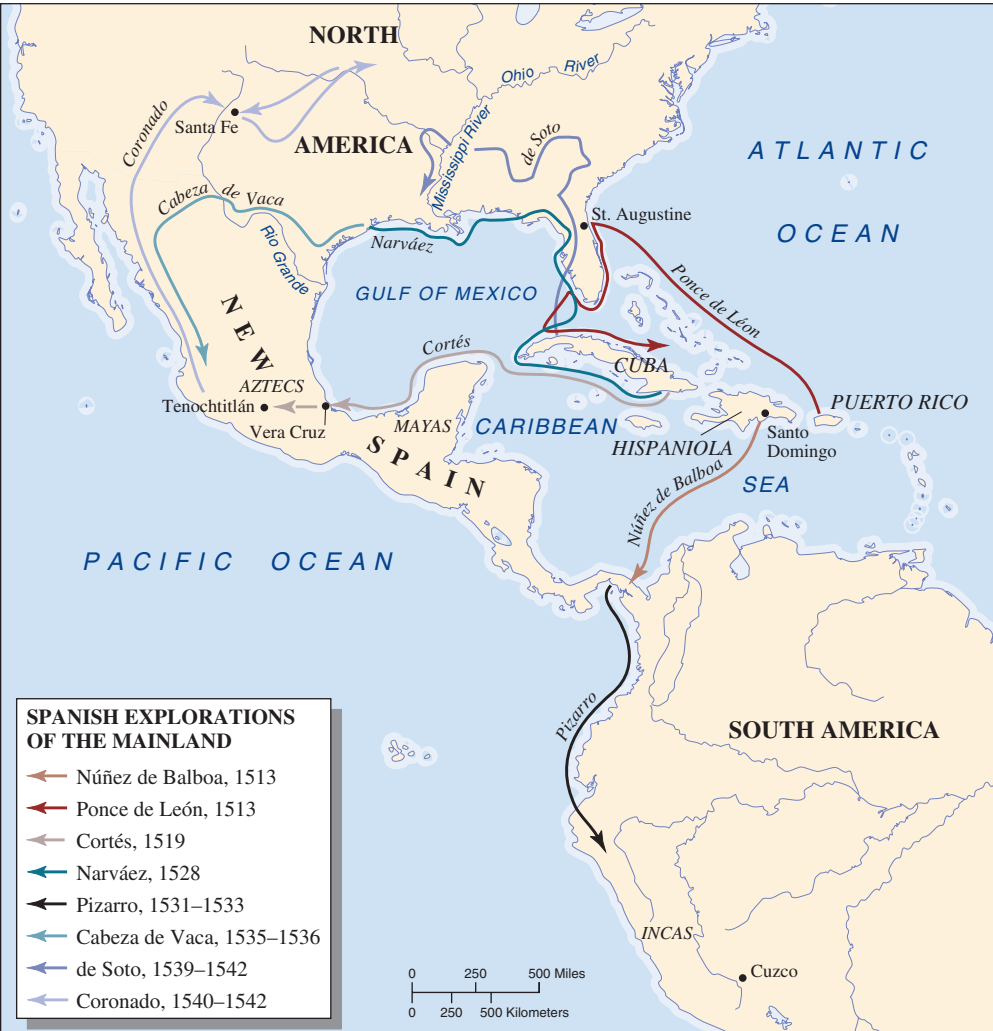 NORTH
AMERICA
Ohio River
Mississippi River
Coronado
Santa Fe
de Soto
ATLANTIC
OCEAN
Cabeza de Vaca
St. Augustine
Narváez
Rio Grande
GULF OF MEXICO
Ponce de Léon
NEW
SPAIN
Cortés
CUBA
AZTECS
Tenochtitlán
Vera Cruz
MAYAS
CARIBBEAN
SEA
PUERTO RICO
HISPANIOLA
Santo
Domingo
Núñez de Balboa
PACIFIC OCEAN
Pizarro
SOUTH AMERICA
INCAS
Cuzco
SPANISH EXPLORATIONS
OF THE MAINLAND
Núñez de Balboa, 1513
Ponce de León, 1513
Cortés, 1519
Narváez, 1528
Pizarro, 1531–1533
Cabeza de Vaca, 1535–1536
de Soto, 1539–1542
Coronado, 1540–1542
0 250 500 Miles
0 250 500 Kilometers